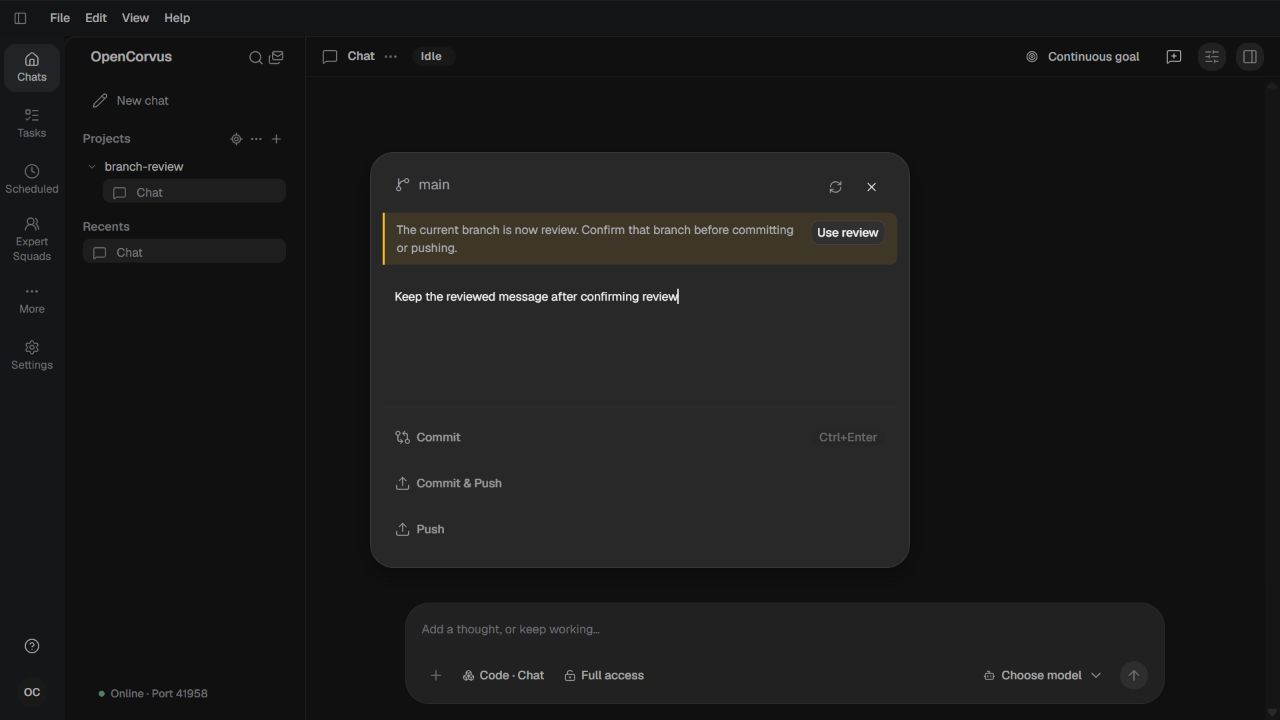 File Edit View Help
OpenCorvus
Chat ··· Idle
Continuous goal
Chats
Tasks
Scheduled
Expert
Squads
More
Settings
OC
New chat
Projects
branch-review
Chat
Recents
Chat
Online · Port 41958
main
The current branch is now review. Confirm that branch before committing
or pushing.
Use review
Keep the reviewed message after confirming review
Commit
Ctrl+Enter
Commit & Push
Push
Add a thought, or keep working...
Code · Chat
Full access
Choose model